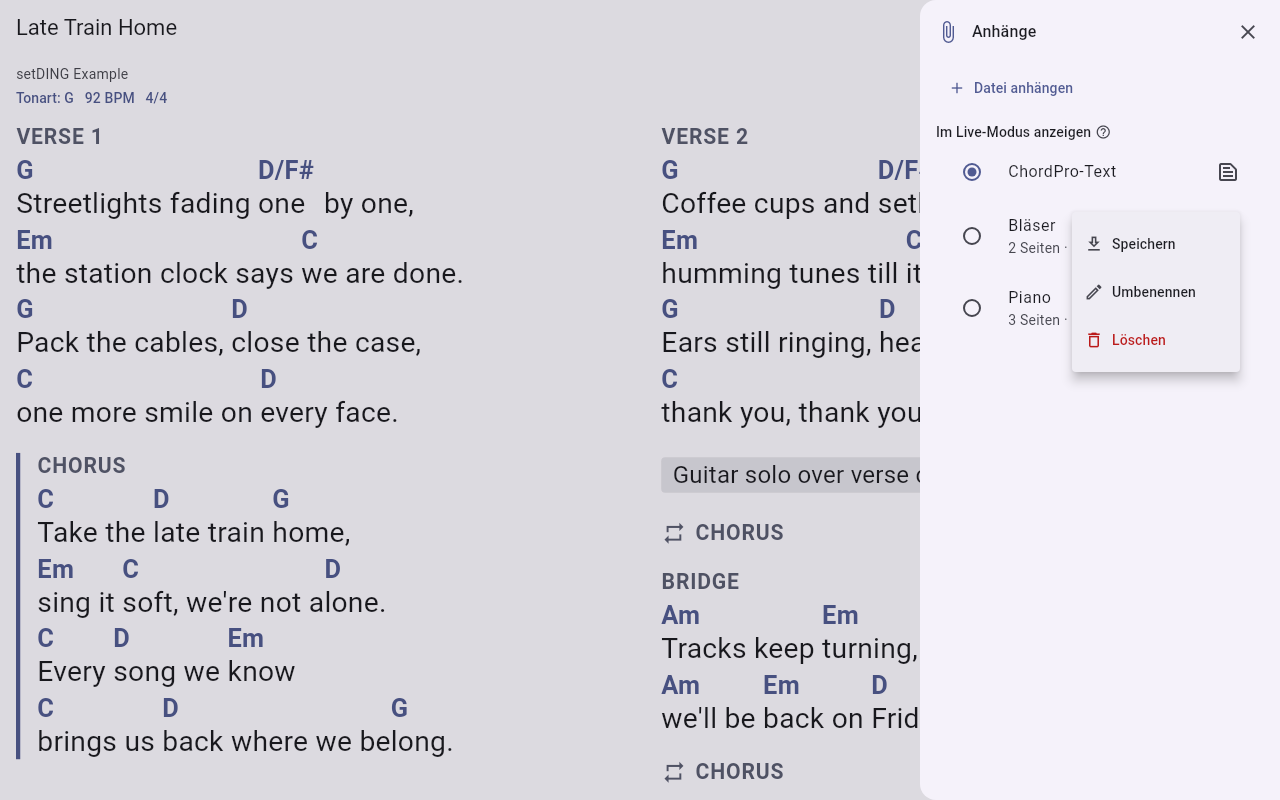 Late Train Home
setDING Example
Tonart: G 92 BPM 4/4
VERSE 1
G D/F#
Streetlights fading one by one,
Em C
the station clock says we are done.
G D
Pack the cables, close the case,
C D
one more smile on every face.
CHORUS
C D G
Take the late train home,
Em C D
sing it soft, we're not alone.
C D Em
Every song we know
C D G
brings us back where we belong.
VERSE 2
G D/F
Coffee cups and
Em C
humming tunes till it
G D
Ears still ringing,
C
thank you, thank you
Guitar solo over verse
CHORUS
BRIDGE
Am Em
Tracks keep turning,
Am Em D
we'll be back on
CHORUS
Anhänge
Datei anhängen
Im Live-Modus anzeigen
ChordPro-Text
Bläser
2 Seiten ·
Piano
3 Seiten ·
Speichern
Umbenennen
Löschen